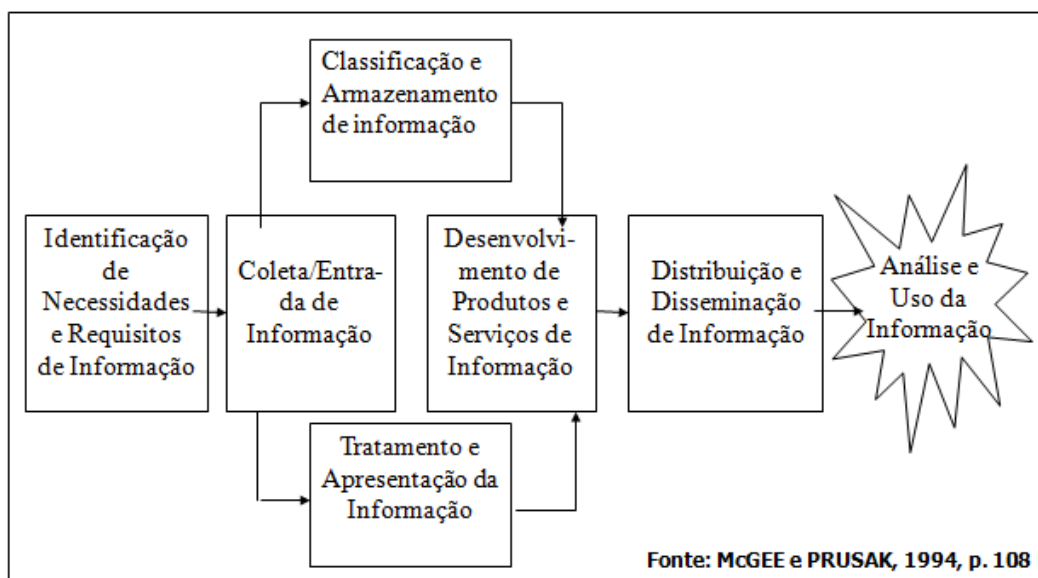 Classificação e
Armazenamento
de informação
Identificação
de
Necessidades
e Requisitos
de Informação
Coleta/Entra-
da de
Informação
Desenvolvi-
mento de
Produtos e
Serviços de
Informação
Distribuição e
Disseminação
de Informação
Análise e
Uso da
Informação
Tratamento e
Apresentação da
Informação
Fonte: McGEE e PRUSAK, 1994, p. 108